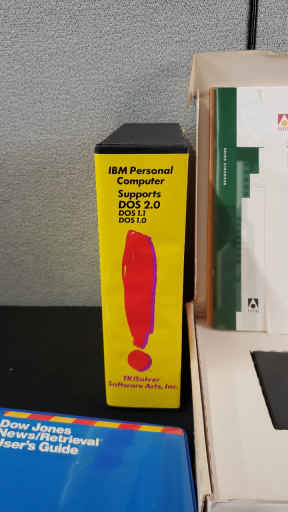 IBM Personal
Computer
Supports
DOS 2.0
DOS 1.1
DOS 1.0
!
TK!Solver
Software Arts, Inc.
Dow Jones
News/Retrieval
User's Guide